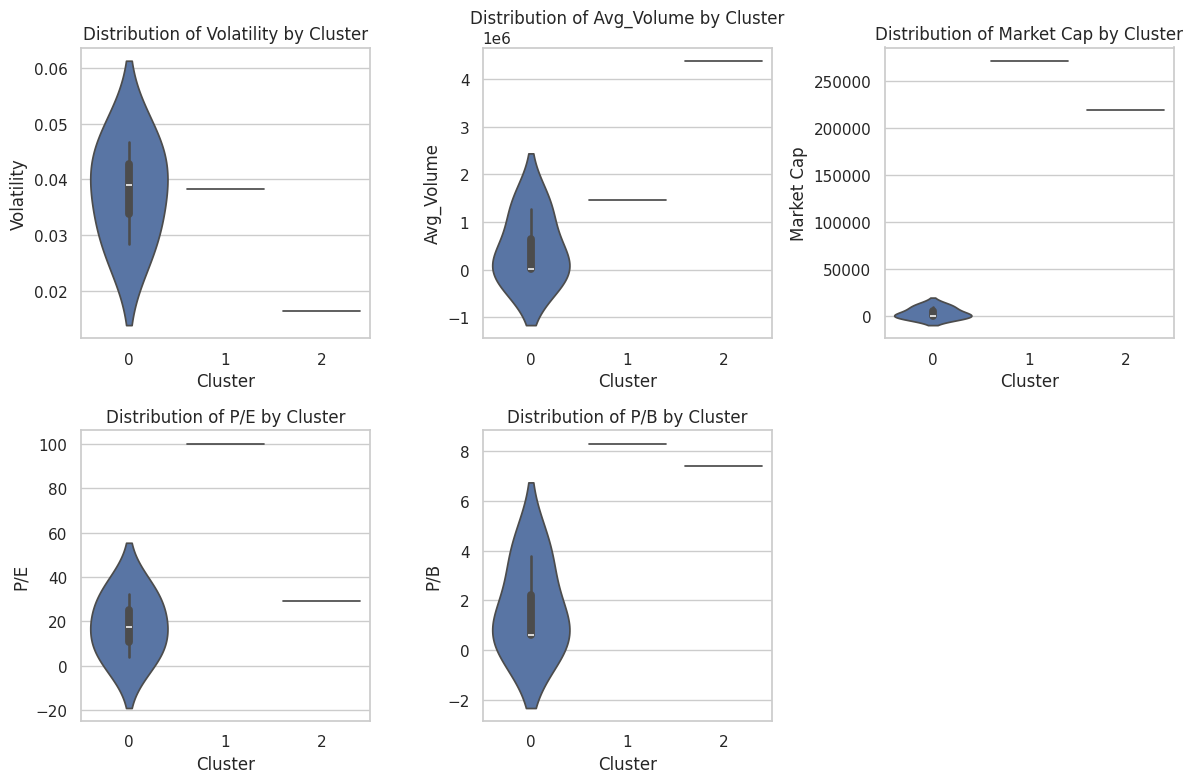 Distribution of Volatility by Cluster
0.06
0.05
0.04
0.03
0.02
Volatility
0
1
2
Cluster
Distribution of Avg_Volume by Cluster
1e6
4
3
2
1
0
−1
Avg_Volume
0
1
2
Cluster
Distribution of Market Cap by Cluster
250000
200000
150000
100000
50000
0
Market Cap
0
1
2
Cluster
Distribution of P/E by Cluster
100
80
60
40
20
0
−20
P/E
0
1
2
Cluster
Distribution of P/B by Cluster
8
6
4
2
0
−2
P/B
0
1
2
Cluster